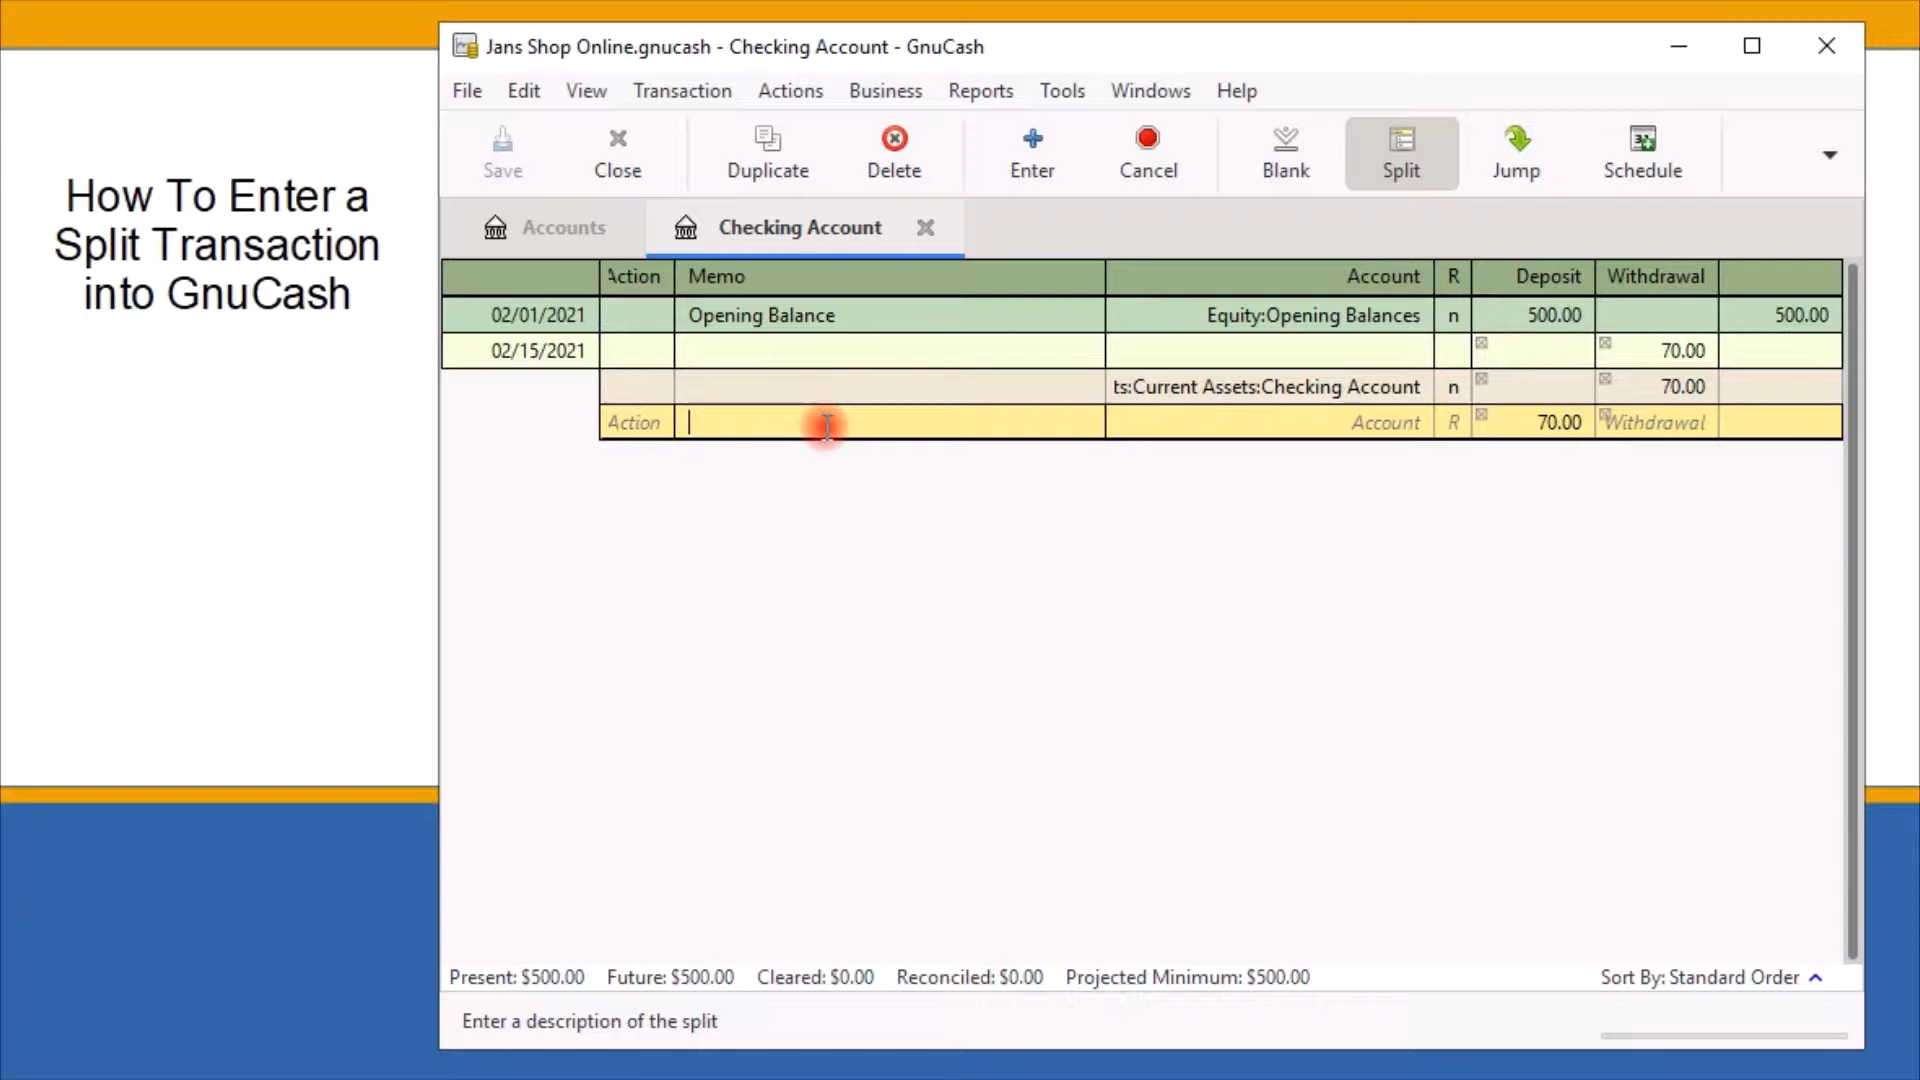 How To Enter a
Split Transaction
into GnuCash
Jans Shop Online.gnucash - Checking Account - GnuCash
File Edit View Transaction Actions Business Reports Tools Windows Help
Save Close Duplicate Delete Enter Cancel Blank Split Jump Schedule
Accounts Checking Account
Action Memo Account R Deposit Withdrawal
02/01/2021 Opening Balance Equity:Opening Balances n 500.00 500.00
02/15/2021 70.00
ts:Current Assets:Checking Account n 70.00
Action Account R 70.00 Withdrawal
Present: $500.00 Future: $500.00 Cleared: $0.00 Reconciled: $0.00 Projected Minimum: $500.00 Sort By: Standard Order
Enter a description of the split